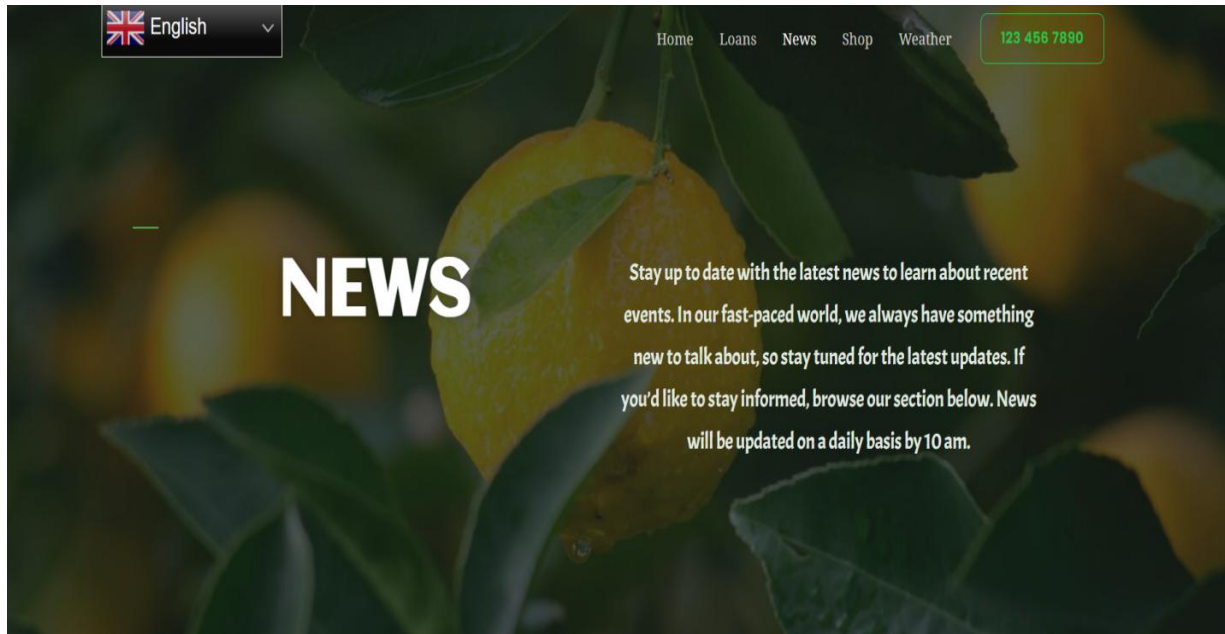 English
Home Loans News Shop Weather 123 456 7890
NEWS
Stay up to date with the latest news to learn about recent
events. In our fast-paced world, we always have something
new to talk about, so stay tuned for the latest updates. If
you'd like to stay informed, browse our section below. News
will be updated on a daily basis by 10 am.